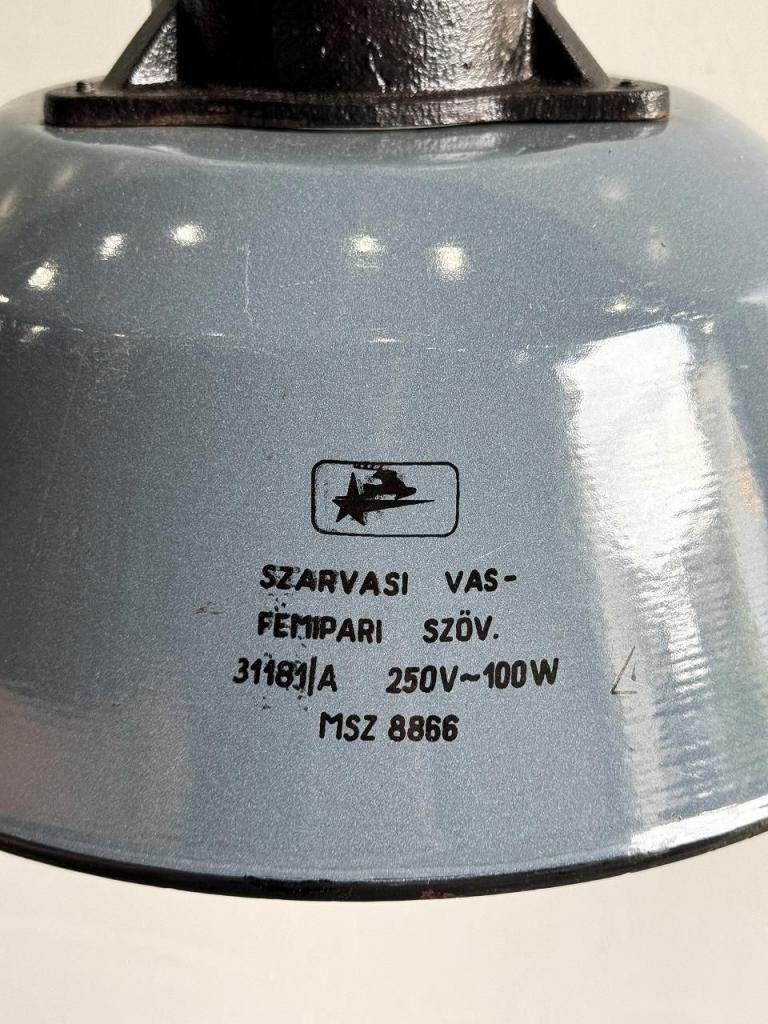 SZARVASI VAS-
FÉMIPARI SZÖV.
31181/A 250V~100W
MSZ 8866